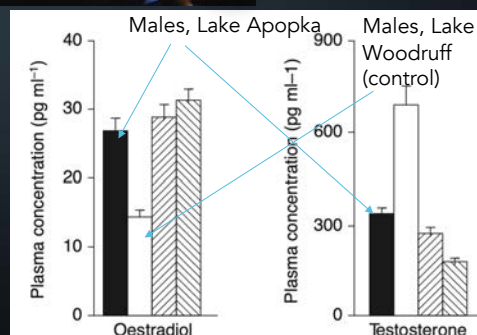 Males, Lake Apopka
Males, Lake
Woodruff
(control)
Plasma concentration (pg ml⁻¹)
40
30
20
10
0
Oestradiol
Plasma concentration (pg ml–1)
900
600
300
0
Testosterone